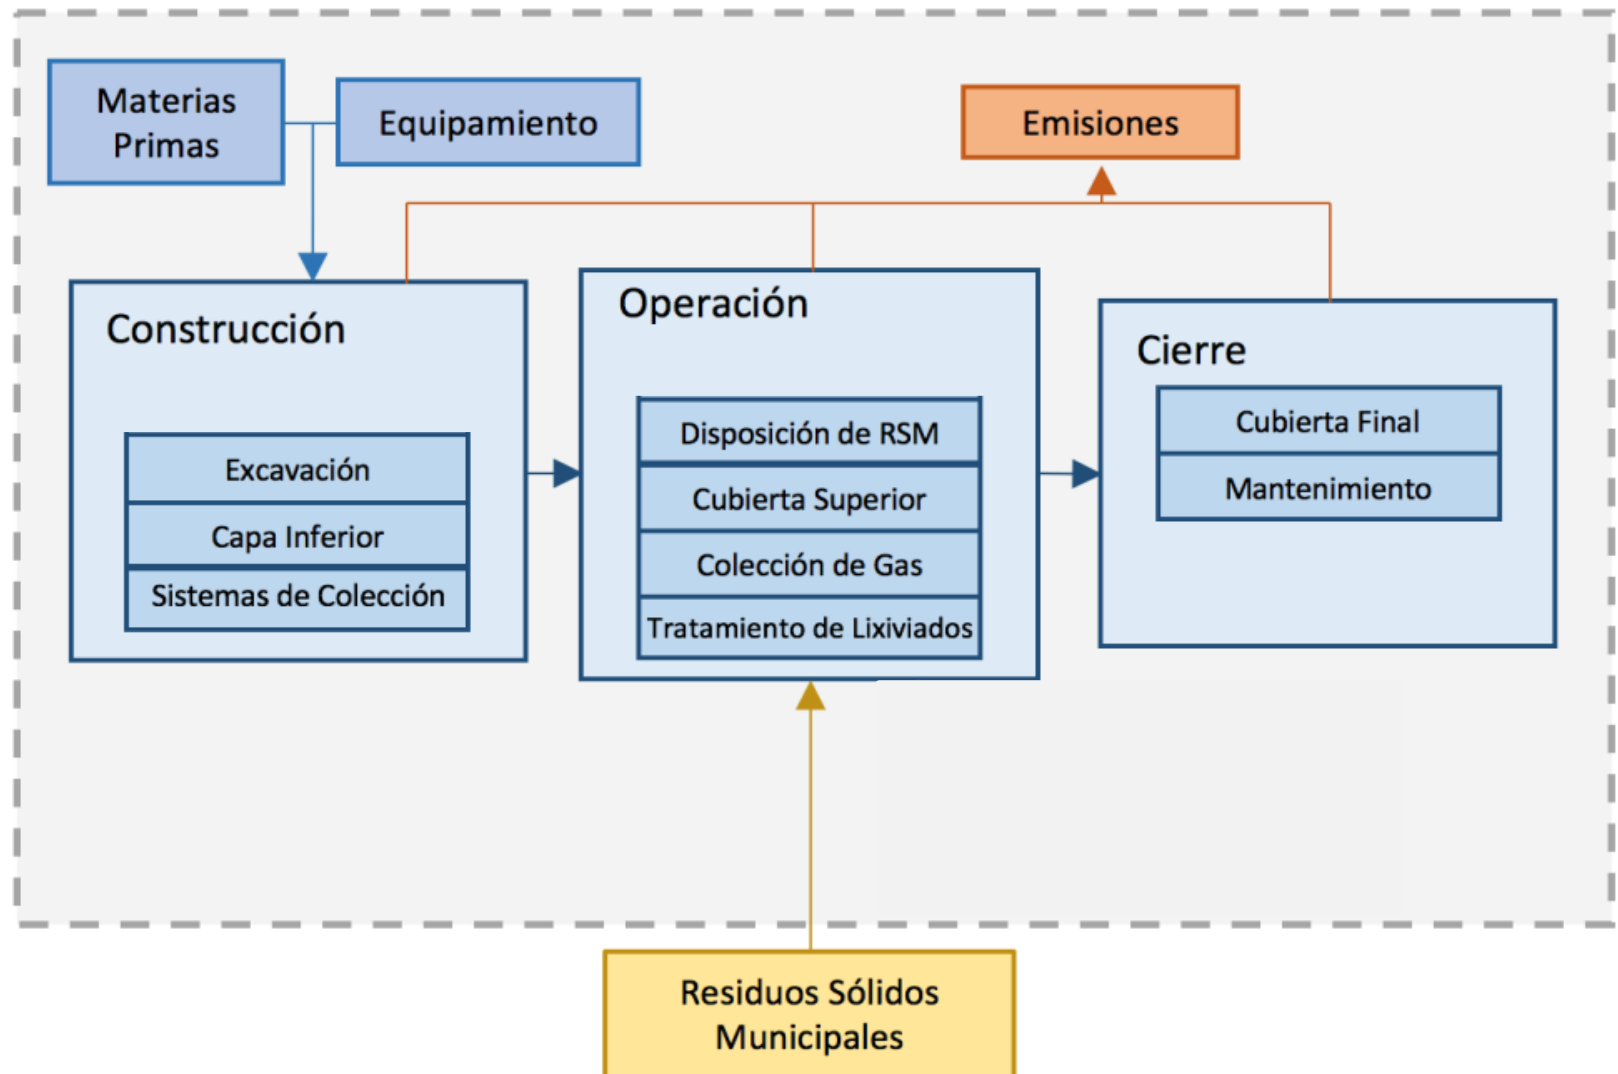 Materias
Primas
Equipamiento
Emisiones
Construcción
Excavación
Capa Inferior
Sistemas de Colección
Operación
Disposición de RSM
Cubierta Superior
Colección de Gas
Tratamiento de Lixiviados
Cierre
Cubierta Final
Mantenimiento
Residuos Sólidos
Municipales